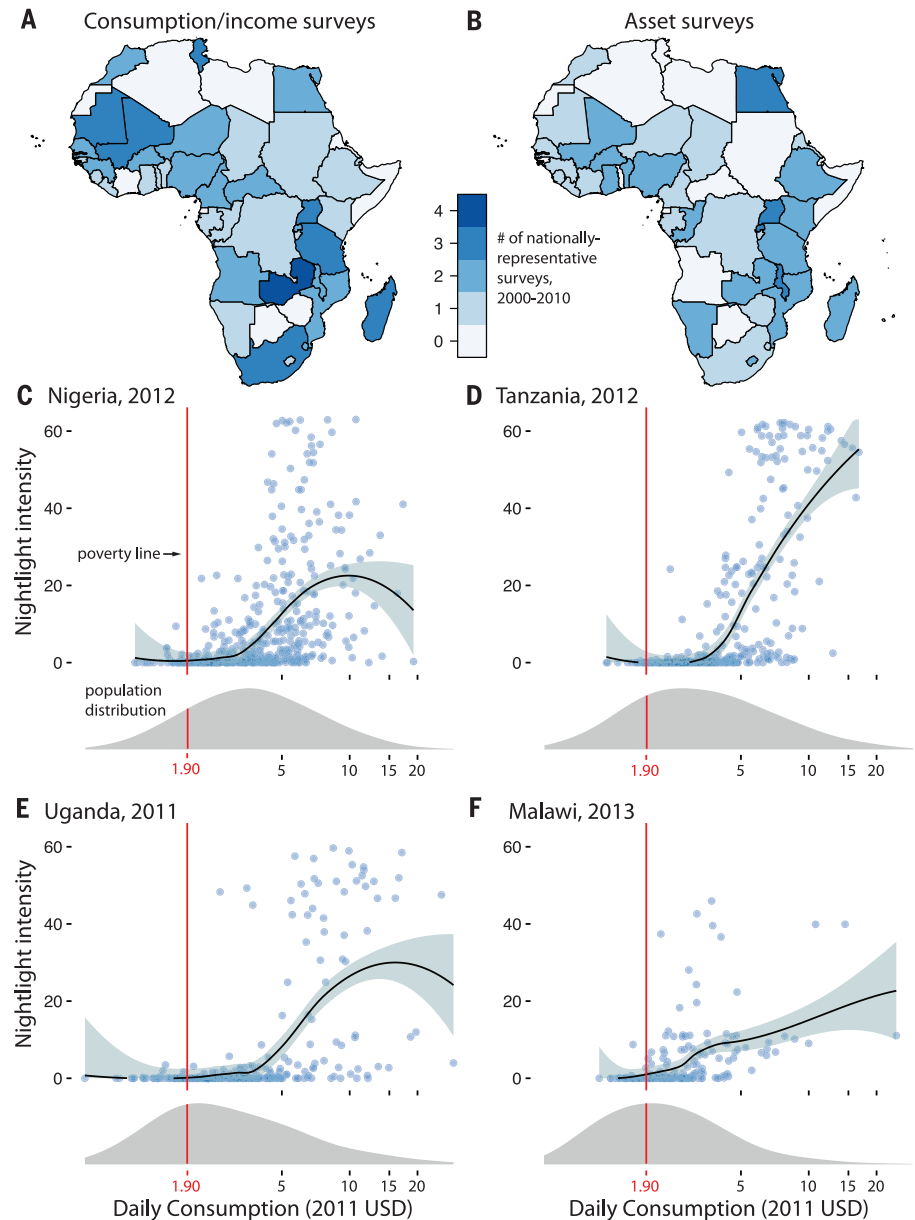 A Consumption/income surveys
B Asset surveys
4
3
2
1
0
# of nationally-
representative
surveys,
2000-2010
C Nigeria, 2012
D Tanzania, 2012
Nightlight intensity
60
40
20
0
poverty line
population
distribution
1.90
5
10
15
20
60
40
20
0
1.90
5
10
15
20
E Uganda, 2011
F Malawi, 2013
Nightlight intensity
60
40
20
0
1.90
5
10
15
20
Daily Consumption (2011 USD)
60
40
20
0
1.90
5
10
15
20
Daily Consumption (2011 USD)